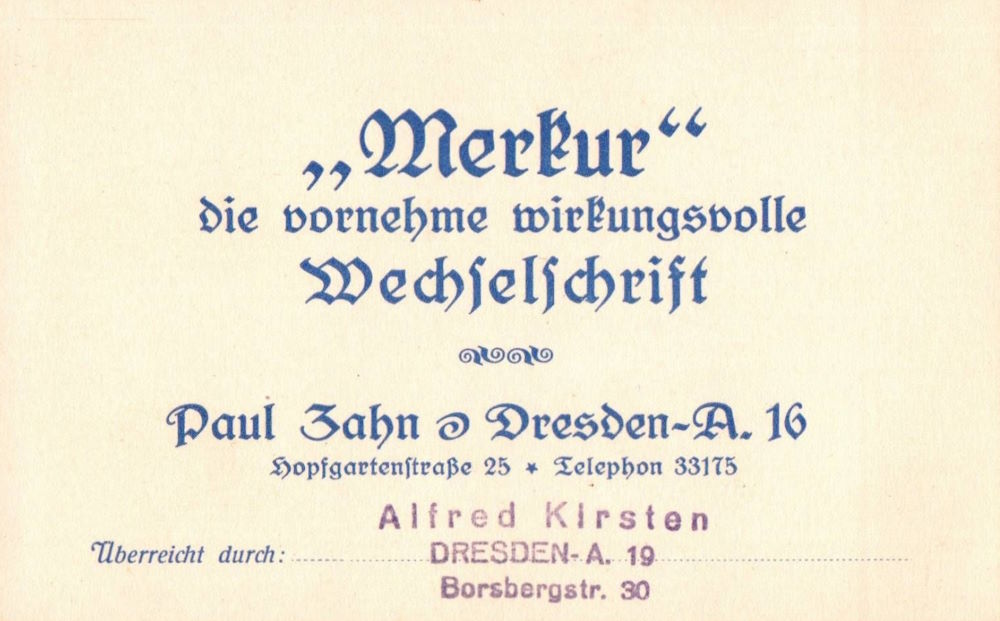 „Merkur“
die vornehme wirkungsvolle
Wechſelſchrift
Paul Zahn Dresden-A. 16
Hopfgartenſtraße 25 * Telephon 33175
Alfred Kirsten
Überreicht durch: DRESDEN-A. 19
Borsbergstr. 30